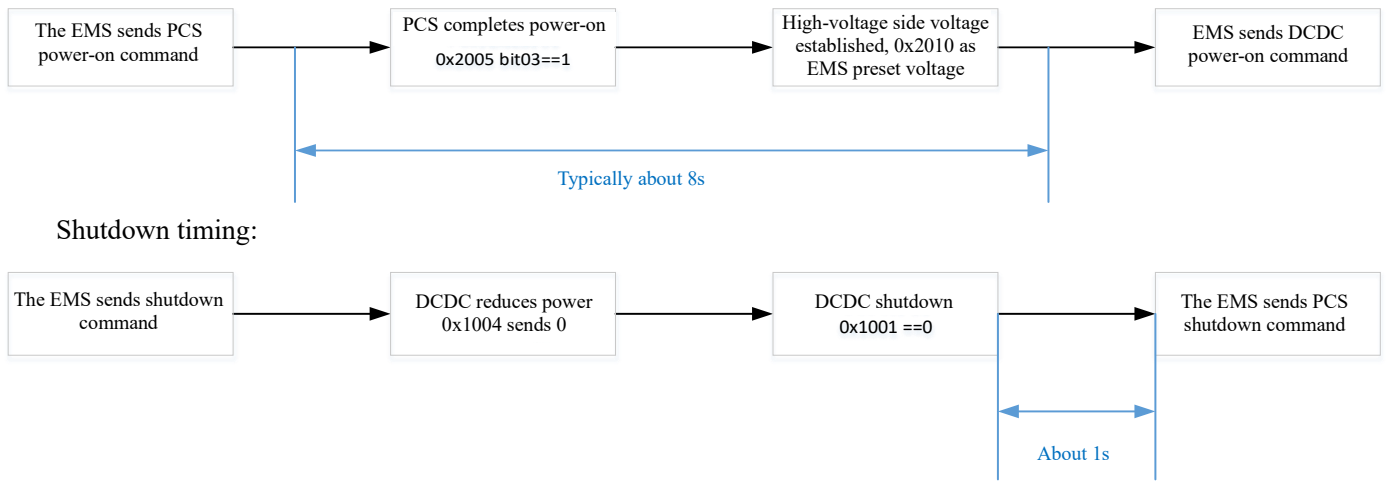 The EMS sends PCS
power-on command
PCS completes power-on
0x2005 bit03==1
High-voltage side voltage
established, 0x2010 as
EMS preset voltage
EMS sends DCDC
power-on command
Typically about 8s
Shutdown timing:
The EMS sends shutdown
command
DCDC reduces power
0x1004 sends 0
DCDC shutdown
0x1001 ==0
The EMS sends PCS
shutdown command
About 1s